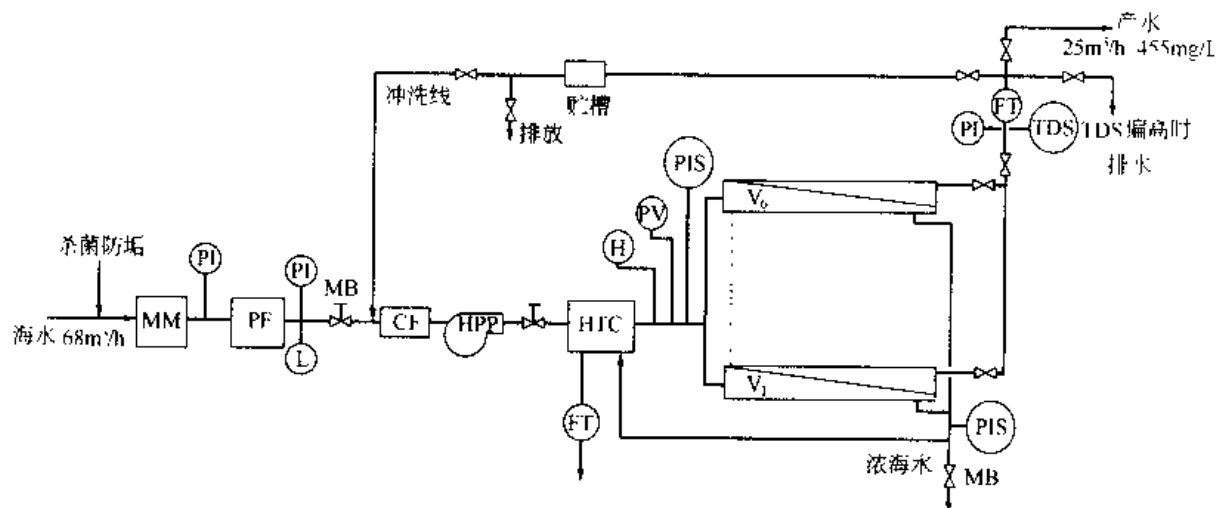 产水
25m³/h 455mg/L
冲洗线
贮槽
排放
FT
PI
TDS
TDS偏高时
排水
PIS
V₆
PV
H
杀菌防垢
PI
PI
MB
海水 68m³/h
MM
PF
L
CF
HPP
HTC
V₁
FT
PIS
浓海水
MB